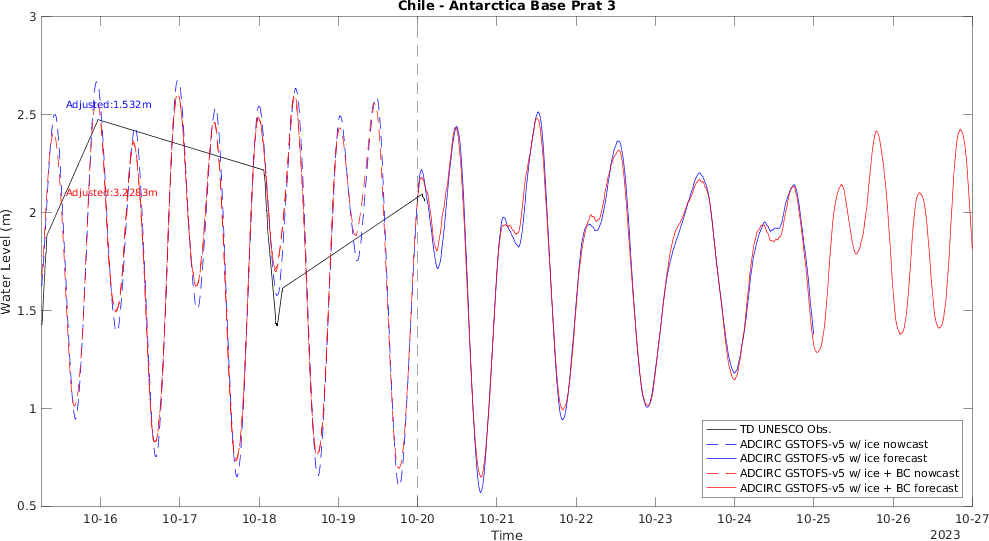 Chile - Antarctica Base Prat 3
3
2.5
2
1.5
1
0.5
Water Level (m)
Adjusted:1.532m
Adjusted:3.2283m
TD UNESCO Obs.
ADCIRC GSTOFS-v5 w/ ice nowcast
ADCIRC GSTOFS-v5 w/ ice forecast
ADCIRC GSTOFS-v5 w/ ice + BC nowcast
ADCIRC GSTOFS-v5 w/ ice + BC forecast
10-16 10-17 10-18 10-19 10-20 10-21 10-22 10-23 10-24 10-25 10-26 10-27
Time
2023